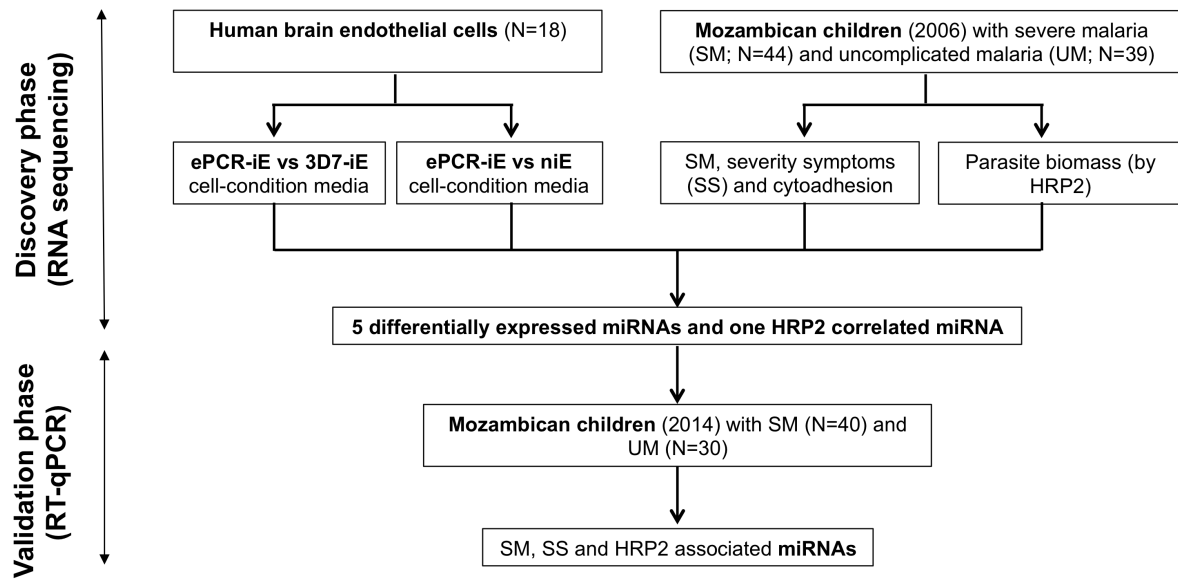 Discovery phase
(RNA sequencing)
Human brain endothelial cells (N=18)
Mozambican children (2006) with severe malaria
(SM; N=44) and uncomplicated malaria (UM; N=39)
ePCR-iE vs 3D7-iE
cell-condition media
ePCR-iE vs niE
cell-condition media
SM, severity symptoms
(SS) and cytoadhesion
Parasite biomass (by
HRP2)
5 differentially expressed miRNAs and one HRP2 correlated miRNA
Validation phase
(RT-qPCR)
Mozambican children (2014) with SM (N=40) and
UM (N=30)
SM, SS and HRP2 associated miRNAs